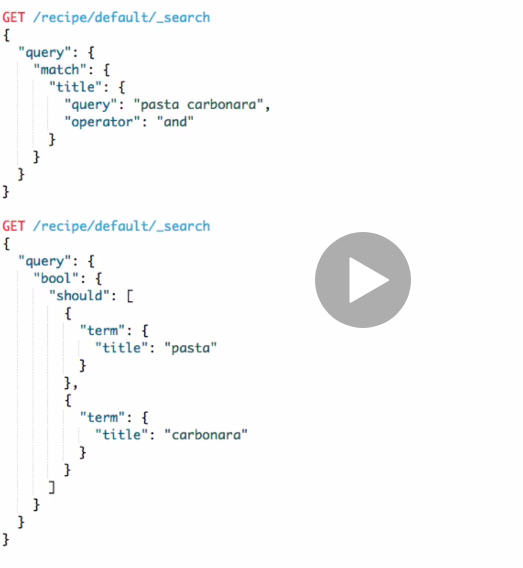 GET /recipe/default/_search
{
  "query": {
    "match": {
      "title": {
        "query": "pasta carbonara",
        "operator": "and"
      }
    }
  }
}
GET /recipe/default/_search
{
  "query": {
    "bool": {
      "should": [
        {
          "term": {
            "title": "pasta"
          }
        },
        {
          "term": {
            "title": "carbonara"
          }
        }
      ]
    }
  }
}